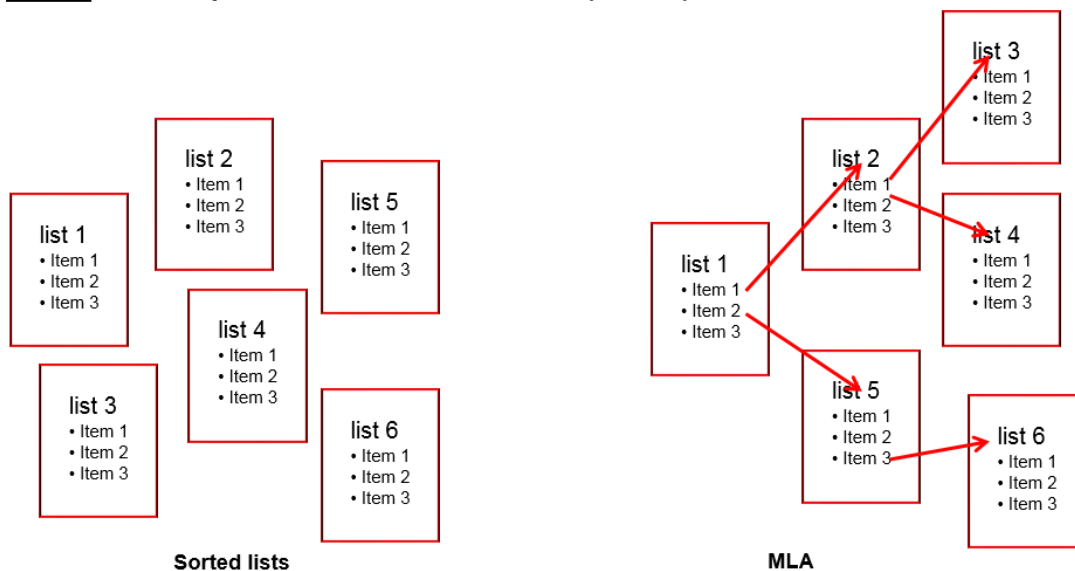 list 2
• Item 1
• Item 2
• Item 3
list 5
• Item 1
• Item 2
• Item 3
list 1
• Item 1
• Item 2
• Item 3
list 4
• Item 1
• Item 2
• Item 3
list 3
• Item 1
• Item 2
• Item 3
list 6
• Item 1
• Item 2
• Item 3
Sorted lists
list 3
• Item 1
• Item 2
• Item 3
list 2
• Item 1
• Item 2
• Item 3
list 4
• Item 1
• Item 2
• Item 3
list 1
• Item 1
• Item 2
• Item 3
list 5
• Item 1
• Item 2
• Item 3
list 6
• Item 1
• Item 2
• Item 3
MLA